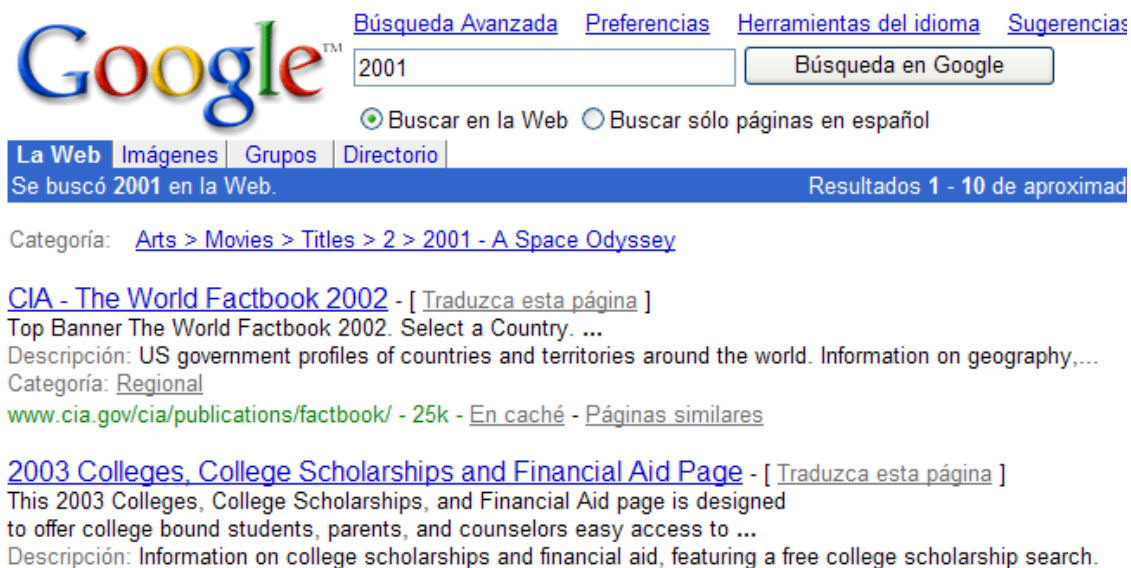 Google™
Búsqueda Avanzada Preferencias Herramientas del idioma Sugerencias
2001 Búsqueda en Google
Buscar en la Web Buscar sólo páginas en español
La Web Imágenes Grupos Directorio
Se buscó 2001 en la Web. Resultados 1 - 10 de aproximad
Categoría: Arts > Movies > Titles > 2 > 2001 - A Space Odyssey
CIA - The World Factbook 2002 - [ Traduzca esta página ]
Top Banner The World Factbook 2002. Select a Country. ...
Descripción: US government profiles of countries and territories around the world. Information on geography,...
Categoría: Regional
www.cia.gov/cia/publications/factbook/ - 25k - En caché - Páginas similares
2003 Colleges, College Scholarships and Financial Aid Page - [ Traduzca esta página ]
This 2003 Colleges, College Scholarships, and Financial Aid page is designed
to offer college bound students, parents, and counselors easy access to ...
Descripción: Information on college scholarships and financial aid, featuring a free college scholarship search.